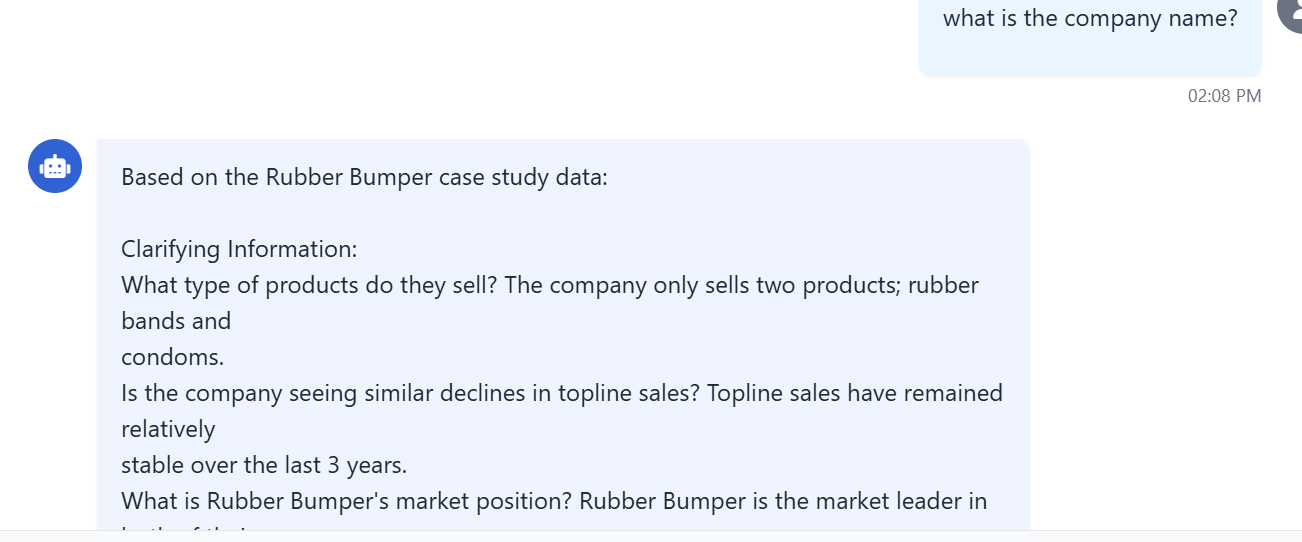 what is the company name?
02:08 PM
Based on the Rubber Bumper case study data:
Clarifying Information:
What type of products do they sell? The company only sells two products; rubber
bands and
condoms.
Is the company seeing similar declines in topline sales? Topline sales have remained
relatively
stable over the last 3 years.
What is Rubber Bumper's market position? Rubber Bumper is the market leader in